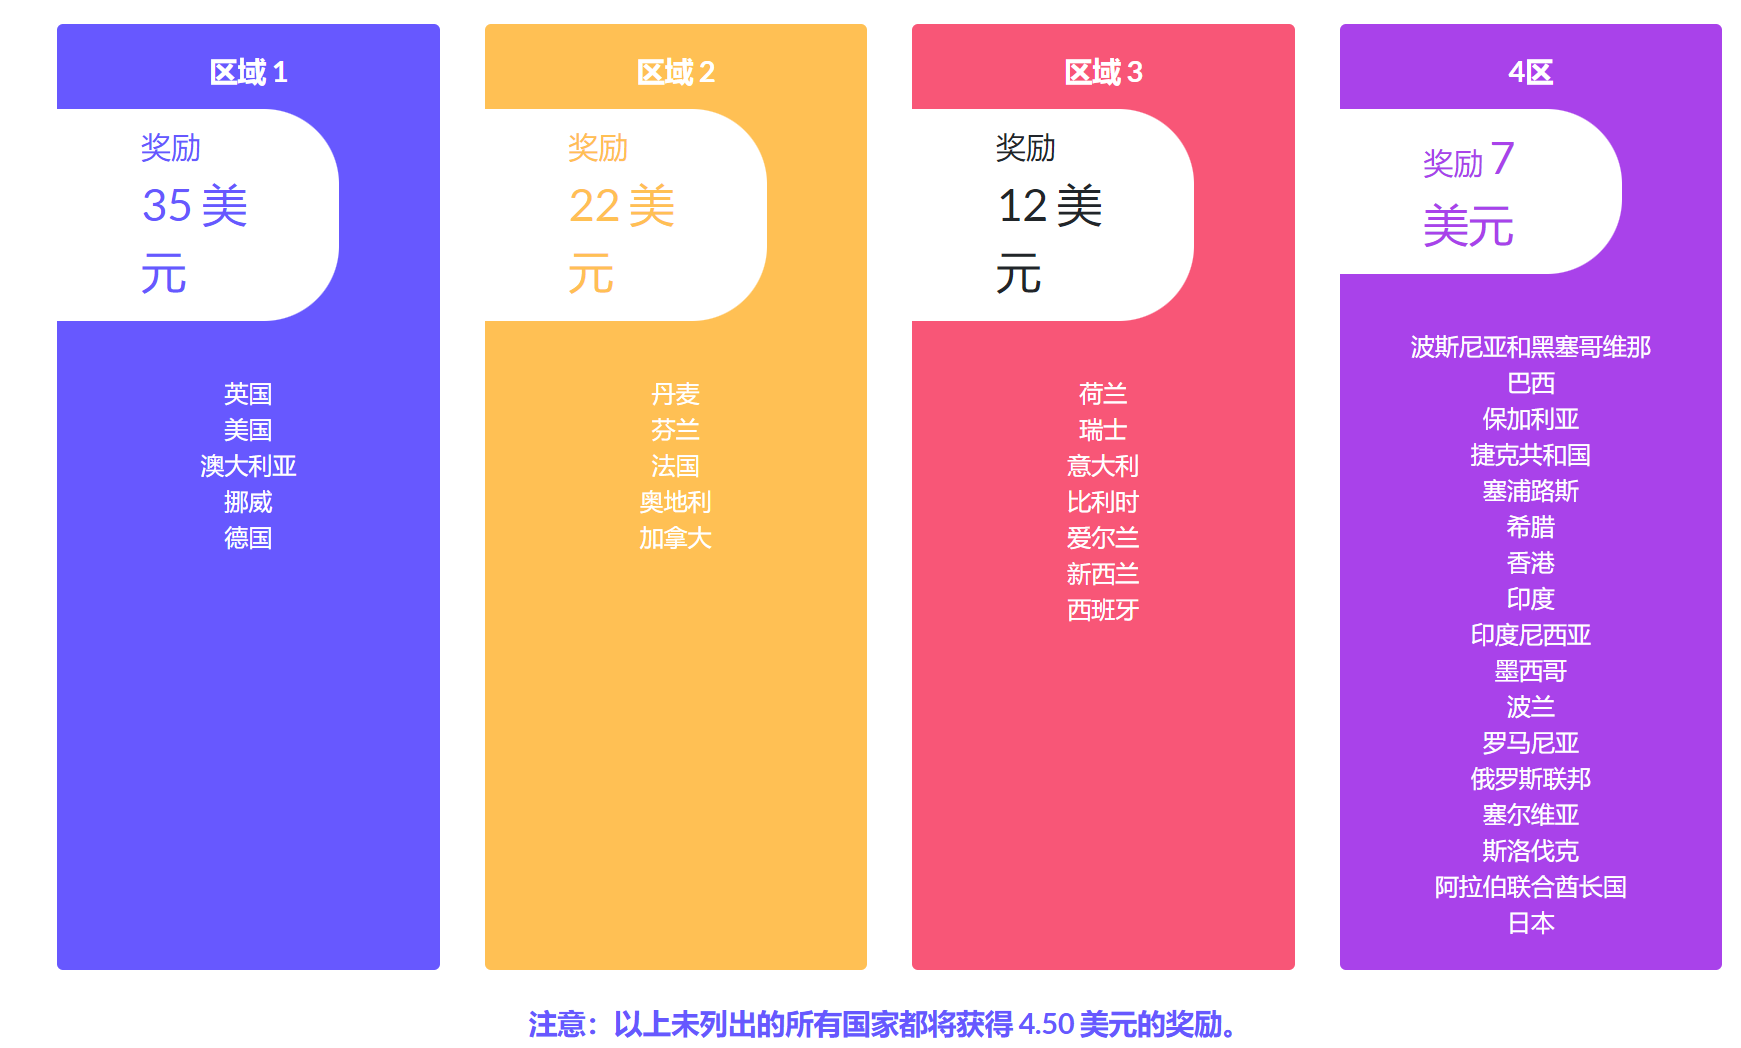 区域 1
奖励
35 美
元
英国
美国
澳大利亚
挪威
德国
区域 2
奖励
22 美
元
丹麦
芬兰
法国
奥地利
加拿大
区域 3
奖励
12 美
元
荷兰
瑞士
意大利
比利时
爱尔兰
新西兰
西班牙
4区
奖励 7
美元
波斯尼亚和黑塞哥维那
巴西
保加利亚
捷克共和国
塞浦路斯
希腊
香港
印度
印度尼西亚
墨西哥
波兰
罗马尼亚
俄罗斯联邦
塞尔维亚
斯洛伐克
阿拉伯联合酋长国
日本
注意：以上未列出的所有国家都将获得 4.50 美元的奖励。